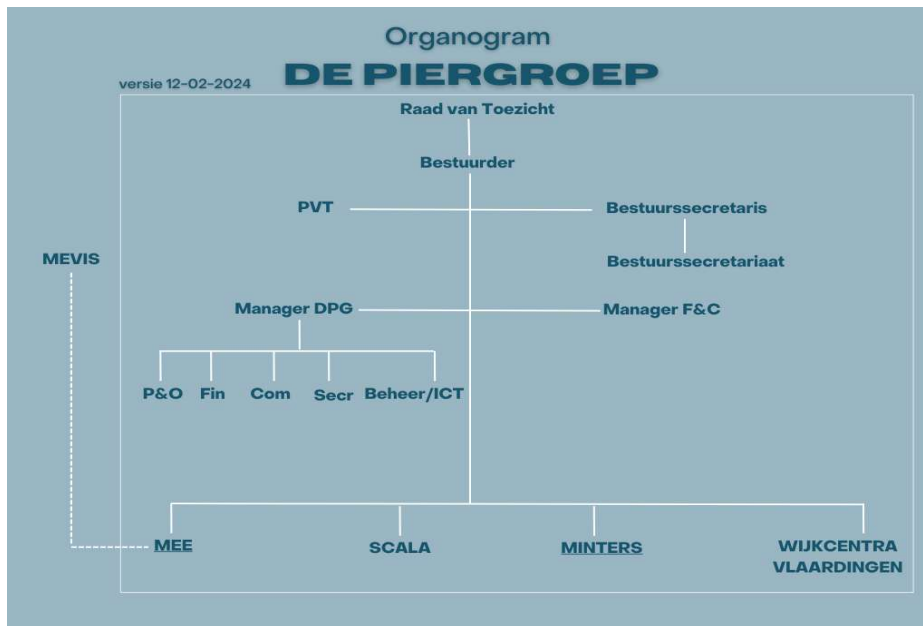 Organogram
DE PIERGROEP
versie 12-02-2024
Raad van Toezicht
Bestuurder
PVT
Bestuurssecretaris
MEVIS
Bestuurssecretariaat
Manager DPG
Manager F&C
P&O Fin Com Secr Beheer/ICT
MEE
SCALA
MINTERS
WIJKCENTRA
VLAARDINGEN